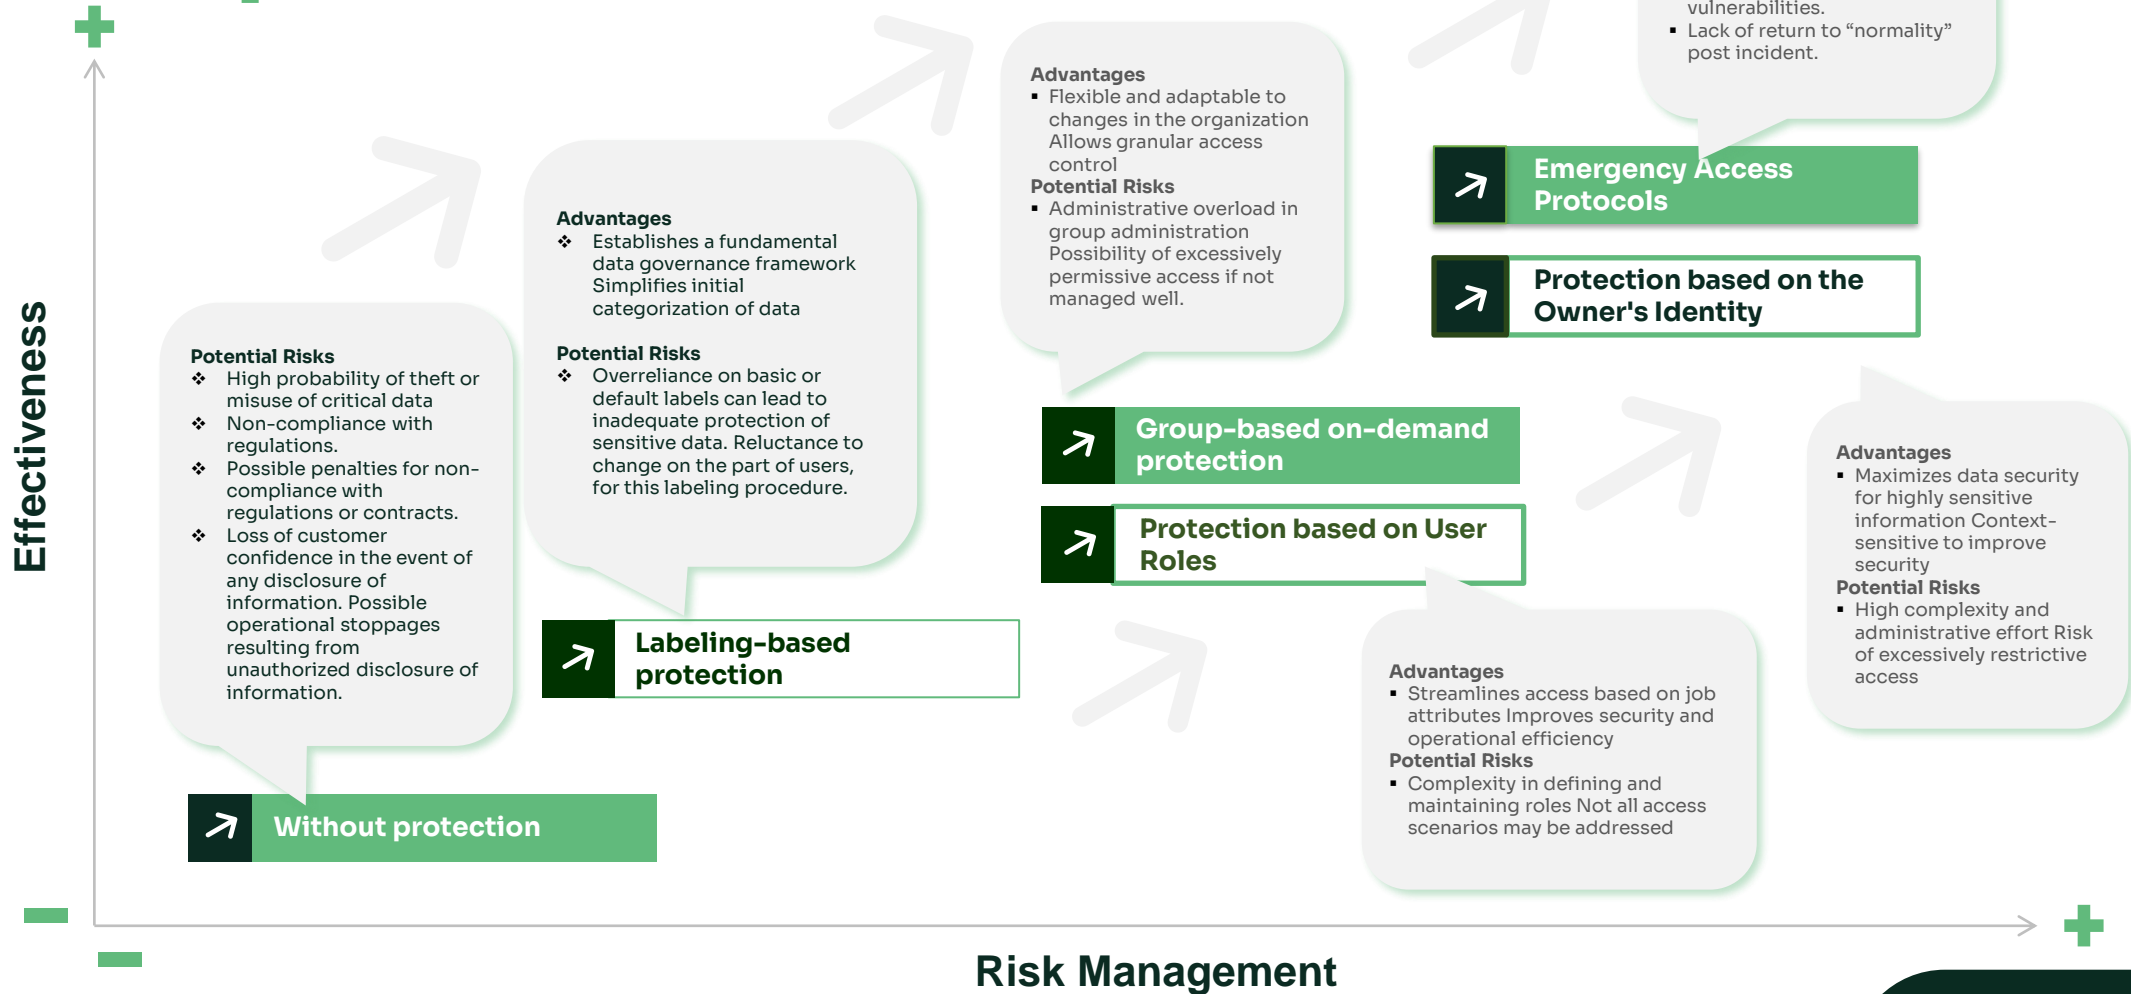 vulnerabilities.
▪ Lack of return to “normality”
post incident.
Advantages
▪ Flexible and adaptable to
changes in the organization
Allows granular access
control
Potential Risks
▪ Administrative overload in
group administration
Possibility of excessively
permissive access if not
managed well.
Emergency Access
Protocols
Protection based on the
Owner's Identity
Advantages
❖ Establishes a fundamental
data governance framework
Simplifies initial
categorization of data
Potential Risks
❖ Overreliance on basic or
default labels can lead to
inadequate protection of
sensitive data. Reluctance to
change on the part of users,
for this labeling procedure.
Effectiveness
Potential Risks
❖ High probability of theft or
misuse of critical data
❖ Non-compliance with
regulations.
❖ Possible penalties for non-
compliance with
regulations or contracts.
❖ Loss of customer
confidence in the event of
any disclosure of
information. Possible
operational stoppages
resulting from
unauthorized disclosure of
information.
Group-based on-demand
protection
Protection based on User
Roles
Advantages
▪ Maximizes data security
for highly sensitive
information Context-
sensitive to improve
security
Potential Risks
▪ High complexity and
administrative effort Risk
of excessively restrictive
access
Labeling-based
protection
Advantages
▪ Streamlines access based on job
attributes Improves security and
operational efficiency
Potential Risks
▪ Complexity in defining and
maintaining roles Not all access
scenarios may be addressed
Without protection
Risk Management